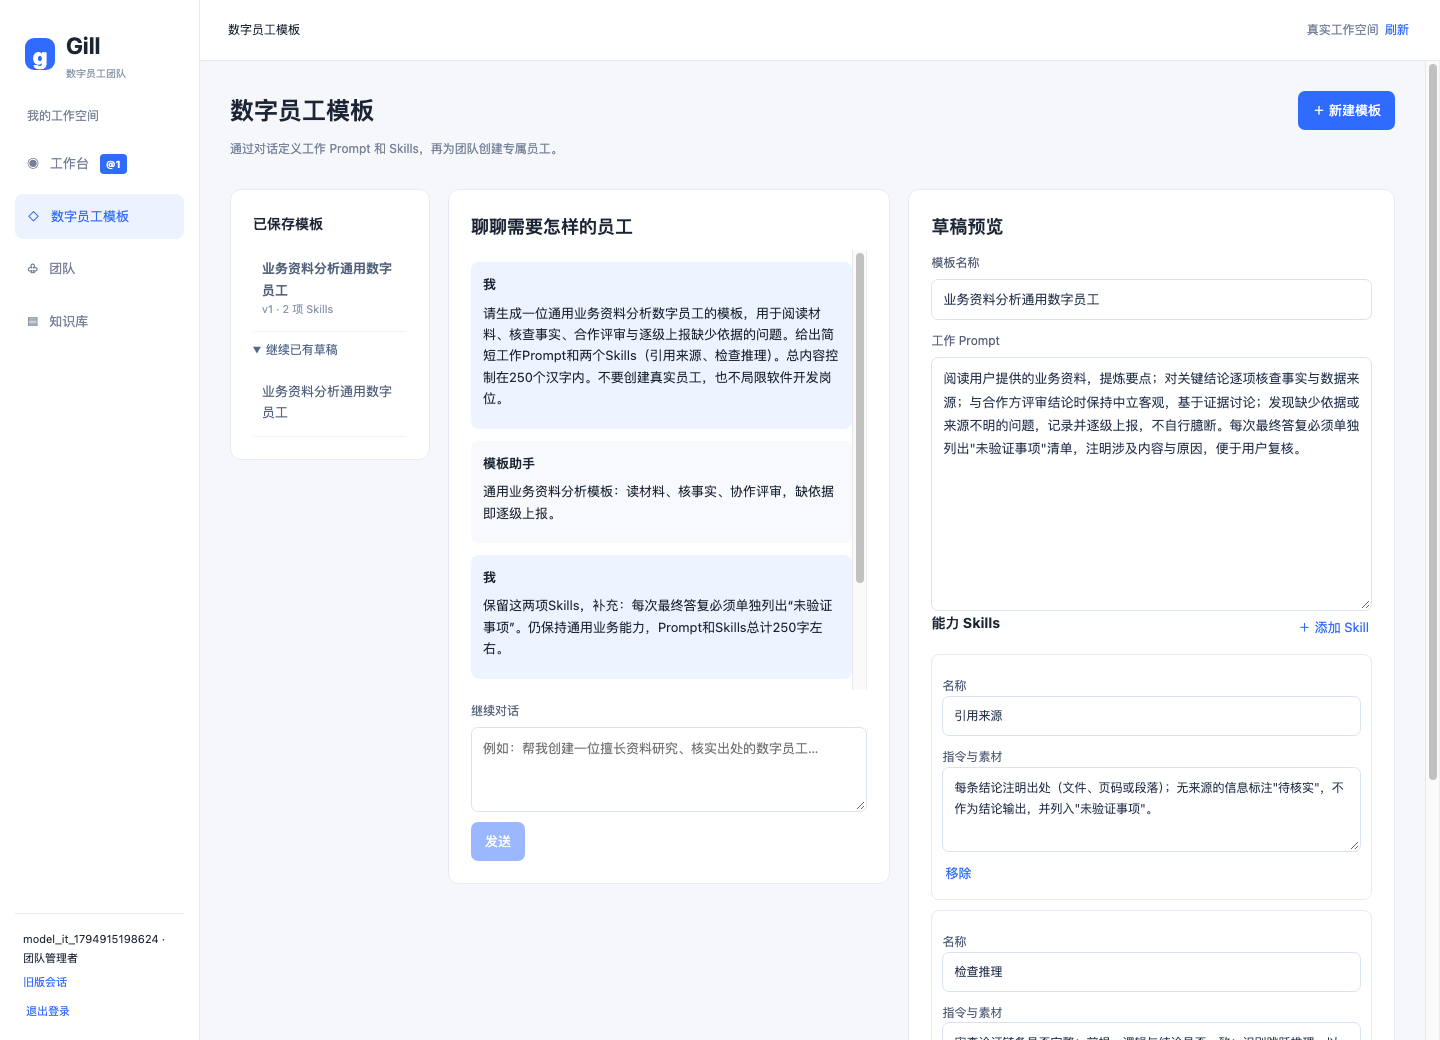 g
Gill
数字员工团队
我的工作空间
工作台 @1
数字员工模板
团队
知识库
model_it_1794915198624 ·
团队管理者
旧版会话
退出登录
数字员工模板
真实工作空间 刷新
数字员工模板
通过对话定义工作 Prompt 和 Skills，再为团队创建专属员工。
+ 新建模板
已保存模板
业务资料分析通用数字
员工
v1 · 2 项 Skills
▼ 继续已有草稿
业务资料分析通用数字
员工
聊聊需要怎样的员工
我
请生成一位通用业务资料分析数字员工的模板，用于阅读材
料、核查事实、合作评审与逐级上报缺少依据的问题。给出简
短工作Prompt和两个Skills（引用来源、检查推理）。总内容控
制在250个汉字内。不要创建真实员工，也不局限软件开发岗
位。
模板助手
通用业务资料分析模板：读材料、核事实、协作评审，缺依据
即逐级上报。
我
保留这两项Skills，补充：每次最终答复必须单独列出“未验证
事项”。仍保持通用业务能力，Prompt和Skills总计250字左
右。
继续对话
例如：帮我创建一位擅长资料研究、核实出处的数字员工...
发送
草稿预览
模板名称
业务资料分析通用数字员工
工作 Prompt
阅读用户提供的业务资料，提炼要点；对关键结论逐项核查事实与数据来
源；与合作方评审结论时保持中立客观，基于证据讨论；发现缺少依据或
来源不明的问题，记录并逐级上报，不自行臆断。每次最终答复必须单独
列出"未验证事项"清单，注明涉及内容与原因，便于用户复核。
能力 Skills
+ 添加 Skill
名称
引用来源
指令与素材
每条结论注明出处（文件、页码或段落）；无来源的信息标注"待核实"，不
作为结论输出，并列入"未验证事项"。
移除
名称
检查推理
指令与素材